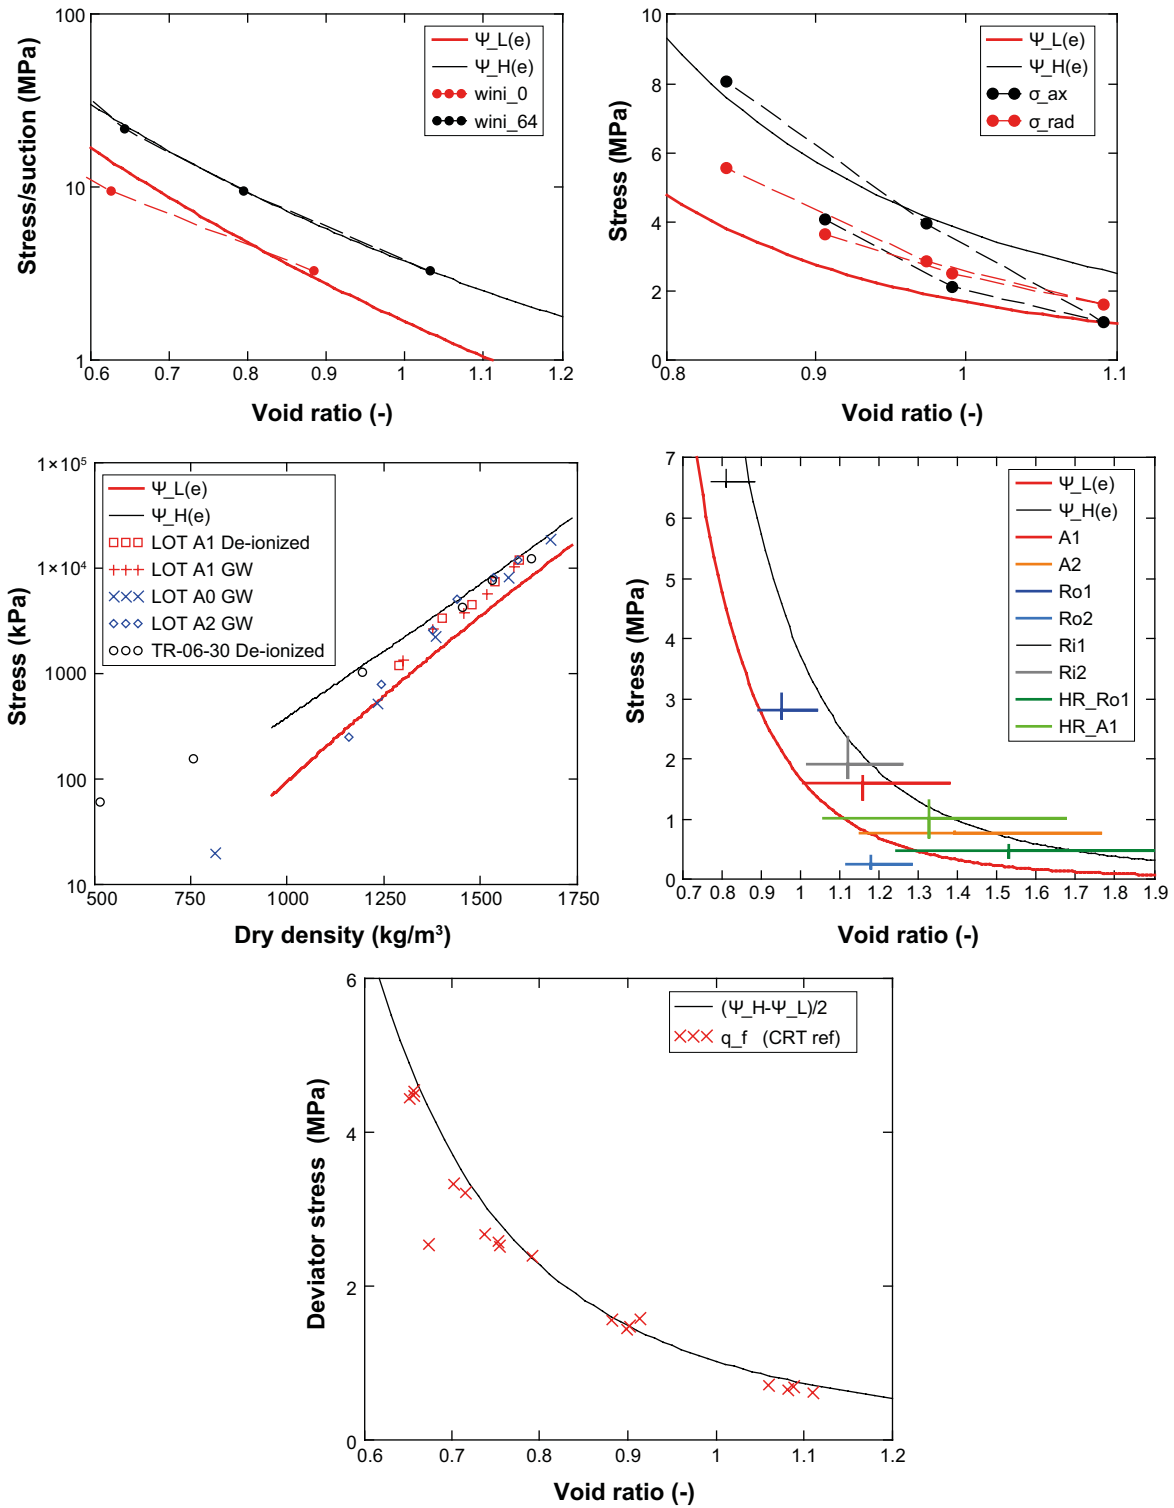 Stress/suction (MPa)
100
10
1
0.6 0.7 0.8 0.9 1 1.1 1.2
Void ratio (-)
Ψ_L(e)
Ψ_H(e)
wini_0
wini_64
Stress (MPa)
10
8
6
4
2
0
0.8 0.9 1 1.1
Void ratio (-)
Ψ_L(e)
Ψ_H(e)
σ_ax
σ_rad
Stress (kPa)
1×10⁵
1×10⁴
1000
100
10
500 1000 1250 1500 1750
Dry density (kg/m³)
Ψ_L(e)
Ψ_H(e)
LOT A1 De-ionized
LOT A1 GW
LOT A0 GW
LOT A2 GW
TR-06-30 De-ionized
Stress (MPa)
7
6
5
4
3
2
1
0
0.7 0.8 0.9 1 1.1 1.2 1.3 1.4 1.5 1.6 1.7 1.8 1.9
Void ratio (-)
Ψ_L(e)
Ψ_H(e)
A1
A2
Ro1
Ro2
Ri1
Ri2
HR_Ro1
HR_A1
Deviator stress (MPa)
6
4
2
0
0.6 0.7 0.8 0.9 1 1.1 1.2
Void ratio (-)
(Ψ_H-Ψ_L)/2
q_f (CRT ref)